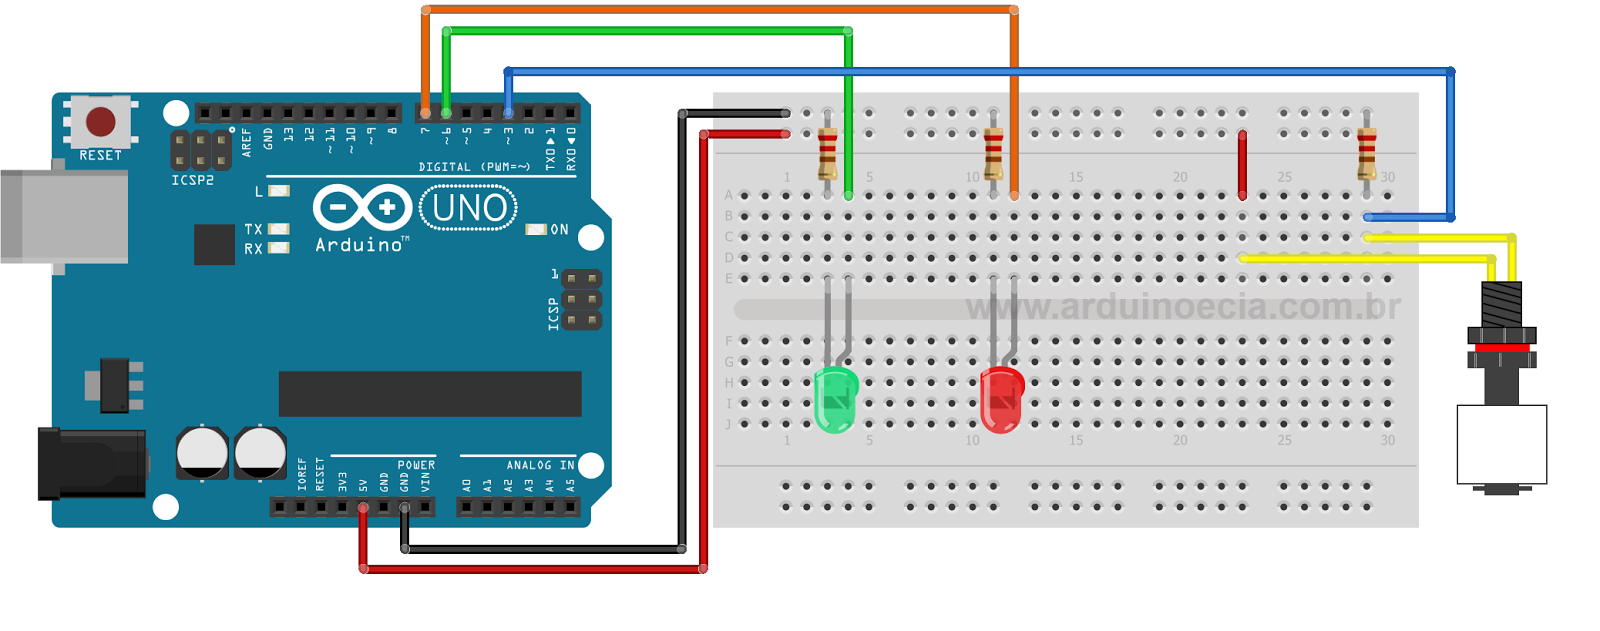 RESET
ICSP2
AREF
GND
13
12
~11
~10
~9
8
7
~6
~5
4
~3
2
TXD▶1
RXD◀0
DIGITAL (PWM=~)
L
TX
RX
UNO
ON
Arduino™
1
ICSP
IOREF
RESET
3V3
5V
GND
GND
VIN
POWER
ANALOG IN
A0
A1
A2
A3
A4
A5
1 5 10 15 20 25 30
A
B
C
D
E
www.arduinoecia.com.br
F
G
H
I
J
1 5 10 15 20 25 30